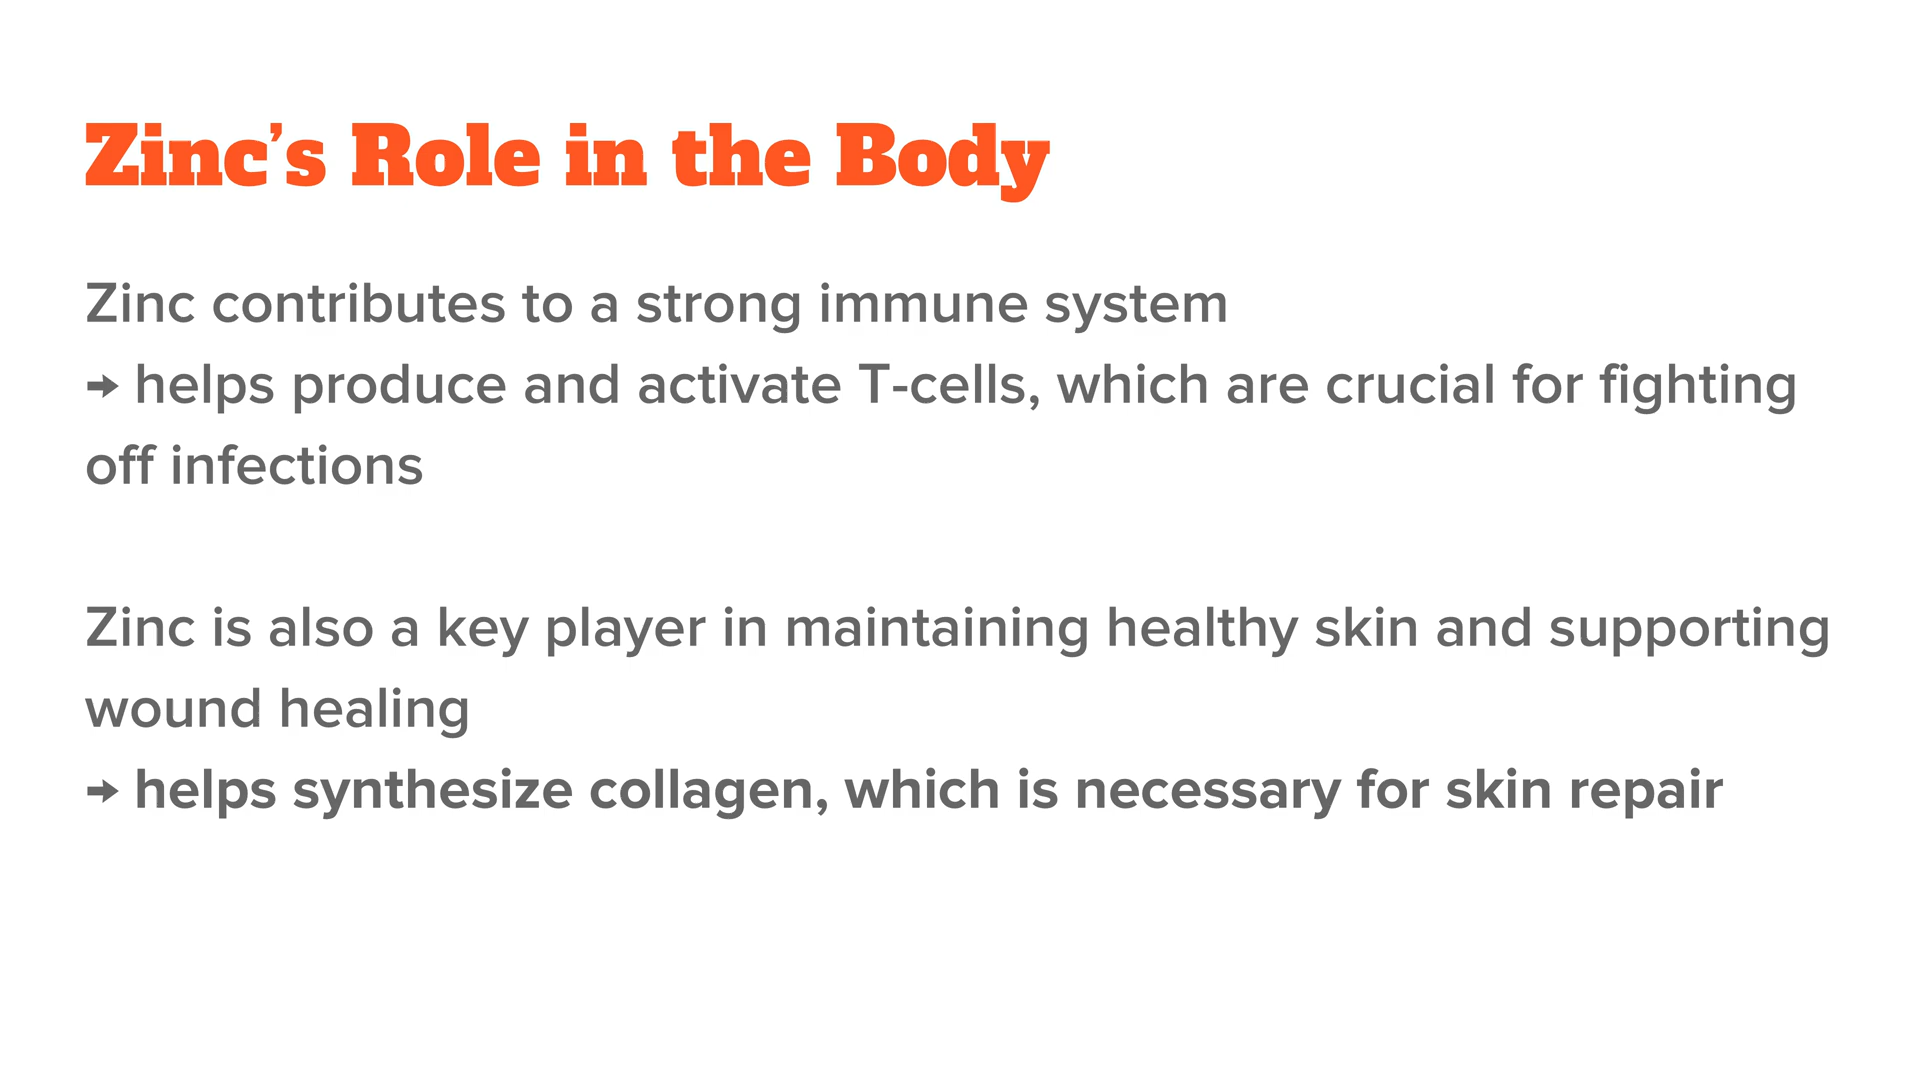 Zinc’s Role in the Body
Zinc contributes to a strong immune system
→ helps produce and activate T-cells, which are crucial for fighting
off infections
Zinc is also a key player in maintaining healthy skin and supporting
wound healing
→ helps synthesize collagen, which is necessary for skin repair